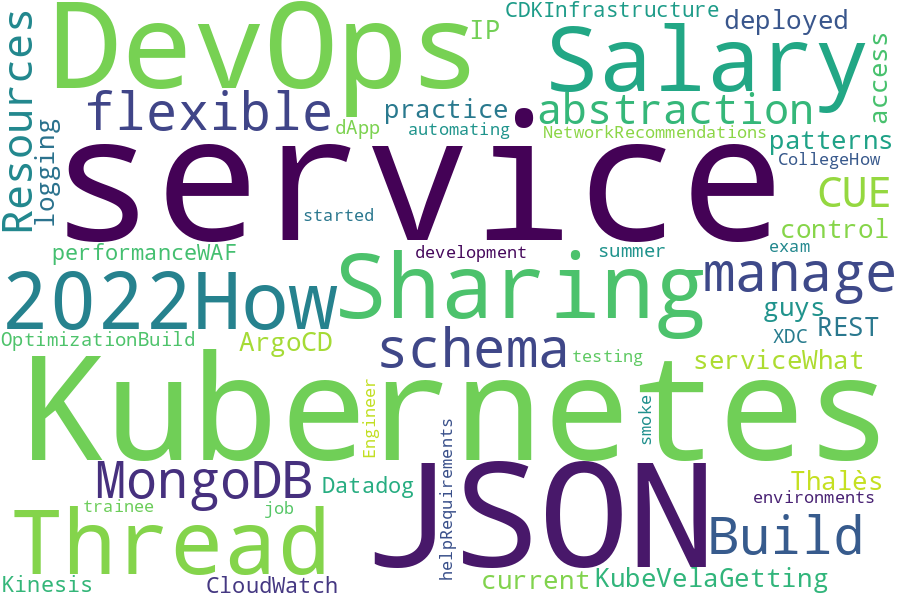 CDKInfrastructure
DevOps
IP
deployed
Salary
Resources
flexible
practice
abstraction
access
dApp
automating
NetworkRecommendations
patterns
logging
service
CollegeHow
CUE
started
control
performanceWAF
development
summer
exam
2022How
Sharing
manage
guys
REST
XDC
OptimizationBuild
ArgoCD
schema
testing
serviceWhat
Kubernetes
Engineer
smoke
helpRequirements
MongoDB
JSON
Datadog
Thalès
environments
trainee
job
Thread
Build
Kinesis
CloudWatch
current
KubeVelaGetting